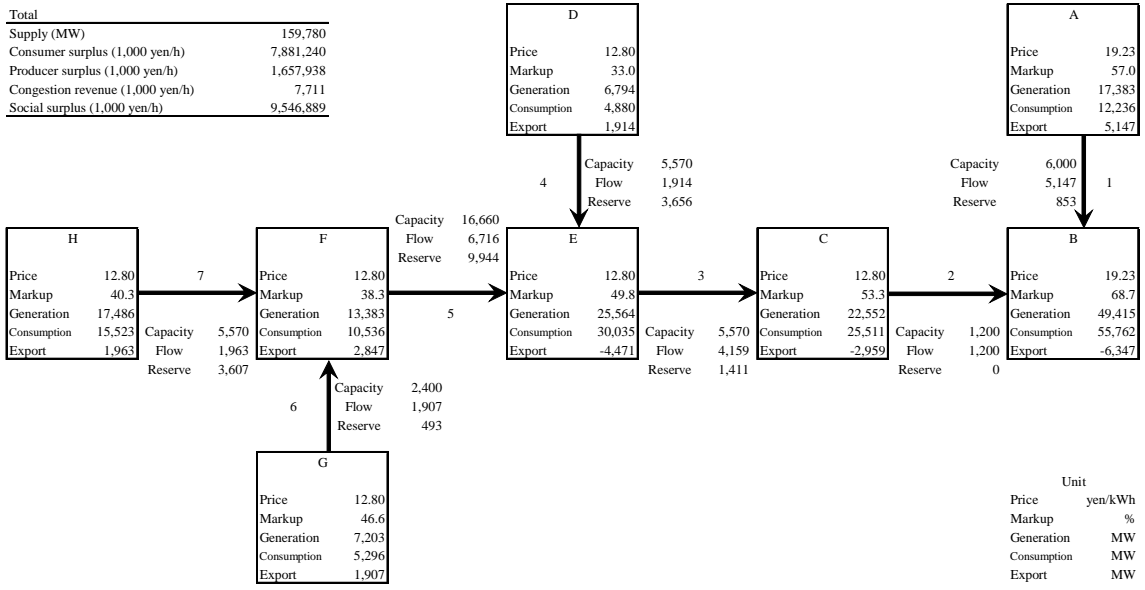 Total
Supply (MW) 159,780
Consumer surplus (1,000 yen/h) 7,881,240
Producer surplus (1,000 yen/h) 1,657,938
Congestion revenue (1,000 yen/h) 7,711
Social surplus (1,000 yen/h) 9,546,889
D
Price 12.80
Markup 33.0
Generation 6,794
Consumption 4,880
Export 1,914
A
Price 19.23
Markup 57.0
Generation 17,383
Consumption 12,236
Export 5,147
4
Capacity 5,570
Flow 1,914
Reserve 3,656
Capacity 6,000
Flow 5,147
Reserve 853
1
H
Price 12.80
Markup 40.3
Generation 17,486
Consumption 15,523
Export 1,963
7
Capacity 5,570
Flow 1,963
Reserve 3,607
F
Price 12.80
Markup 38.3
Generation 13,383
Consumption 10,536
Export 2,847
Capacity 16,660
Flow 6,716
Reserve 9,944
5
E
Price 12.80
Markup 49.8
Generation 25,564
Consumption 30,035
Export -4,471
3
Capacity 5,570
Flow 4,159
Reserve 1,411
C
Price 12.80
Markup 53.3
Generation 22,552
Consumption 25,511
Export -2,959
2
Capacity 1,200
Flow 1,200
Reserve 0
B
Price 19.23
Markup 68.7
Generation 49,415
Consumption 55,762
Export -6,347
6
Capacity 2,400
Flow 1,907
Reserve 493
G
Price 12.80
Markup 46.6
Generation 7,203
Consumption 5,296
Export 1,907
Unit
Price yen/kWh
Markup %
Generation MW
Consumption MW
Export MW